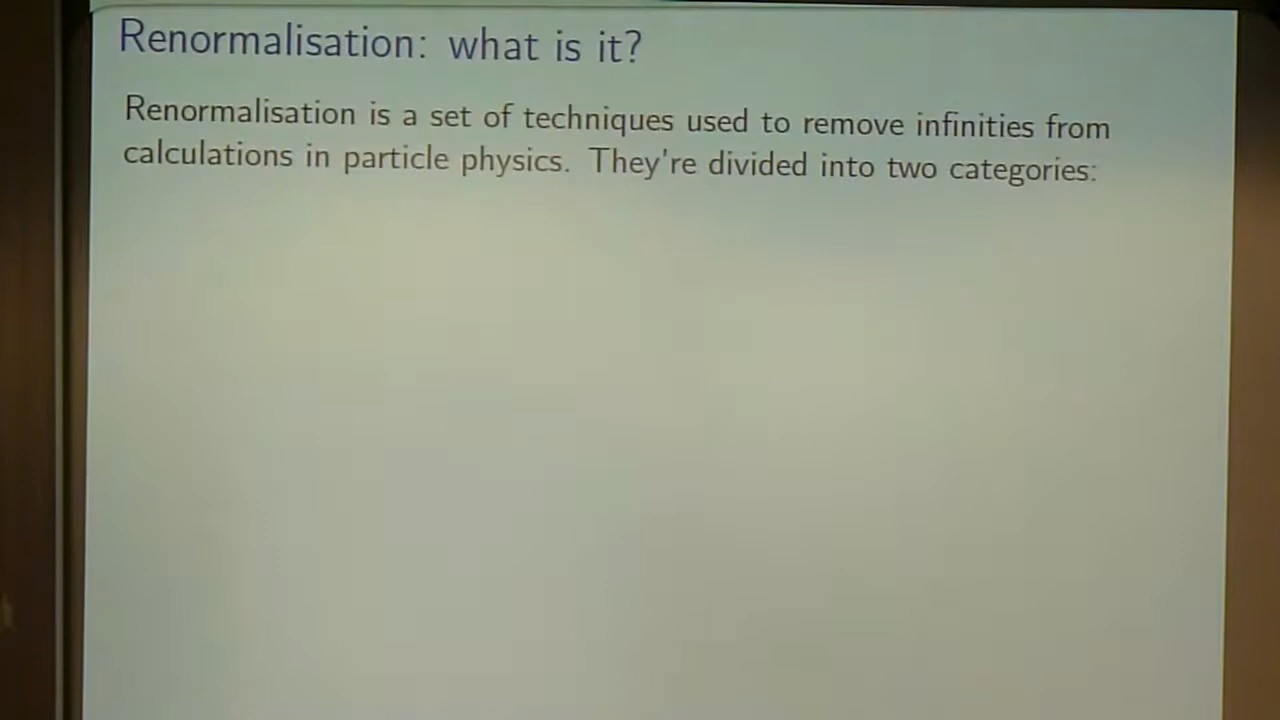 Renormalisation: what is it?
Renormalisation is a set of techniques used to remove infinities from
calculations in particle physics. They're divided into two categories: